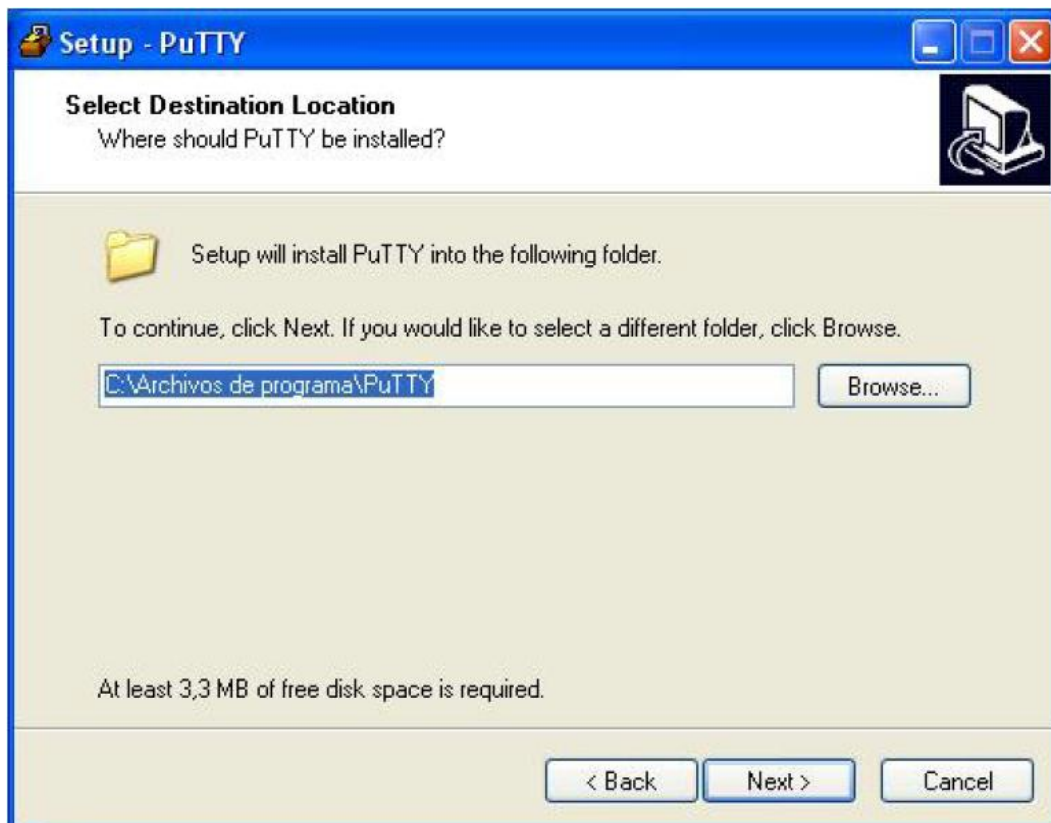 Setup - PuTTY
Select Destination Location
Where should PuTTY be installed?
Setup will install PuTTY into the following folder.
To continue, click Next. If you would like to select a different folder, click Browse.
C:\Archivos de programa\PuTTY
Browse...
At least 3,3 MB of free disk space is required.
< Back
Next >
Cancel